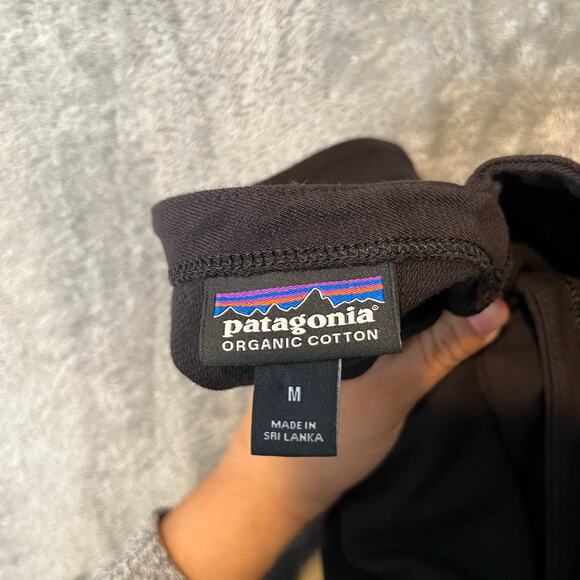 patagonia®
ORGANIC COTTON
M
MADE IN
SRI LANKA